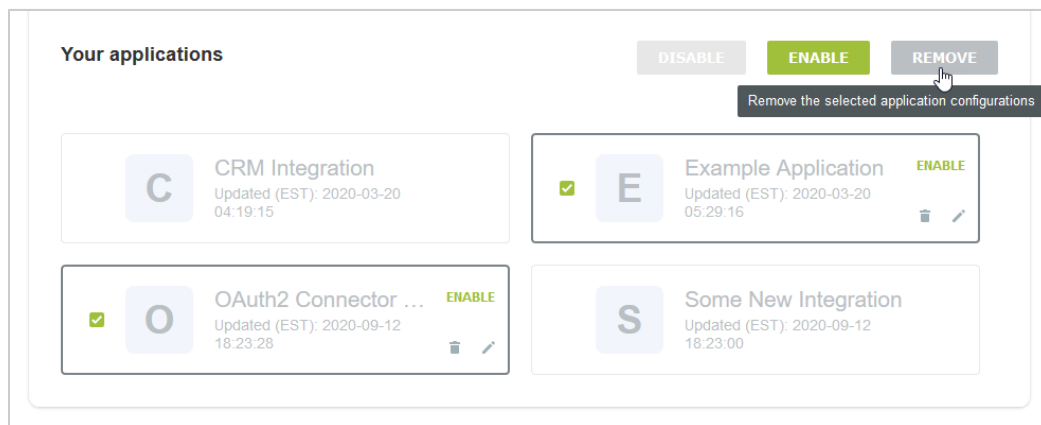 Your applications
DISABLE ENABLE REMOVE
Remove the selected application configurations
C
CRM Integration
Updated (EST): 2020-03-20
04:19:15
E
Example Application
ENABLE
Updated (EST): 2020-03-20
05:29:16
O
OAuth2 Connector ...
ENABLE
Updated (EST): 2020-09-12
18:23:28
S
Some New Integration
Updated (EST): 2020-09-12
18:23:00